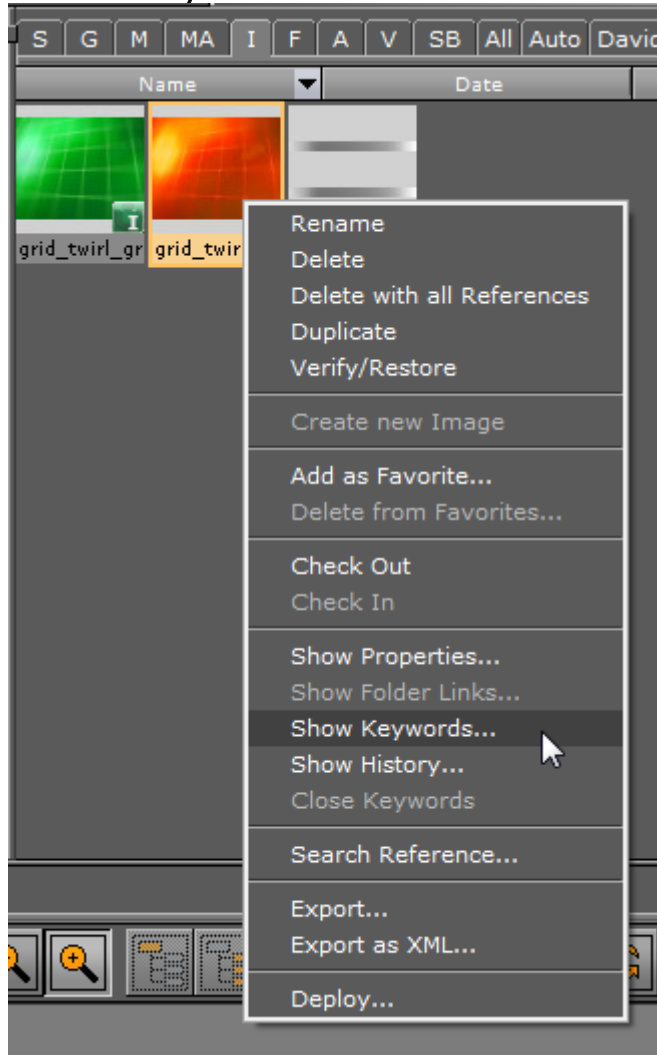 S G M MA I F A V SB All Auto
Name Date
I
grid_twirl_gr grid_twir
Rename
Delete
Delete with all References
Duplicate
Verify/Restore
Create new Image
Add as Favorite...
Delete from Favorites...
Check Out
Check In
Show Properties...
Show Folder Links...
Show Keywords...
Show History...
Close Keywords
Search Reference...
Export...
Export as XML...
Deploy...